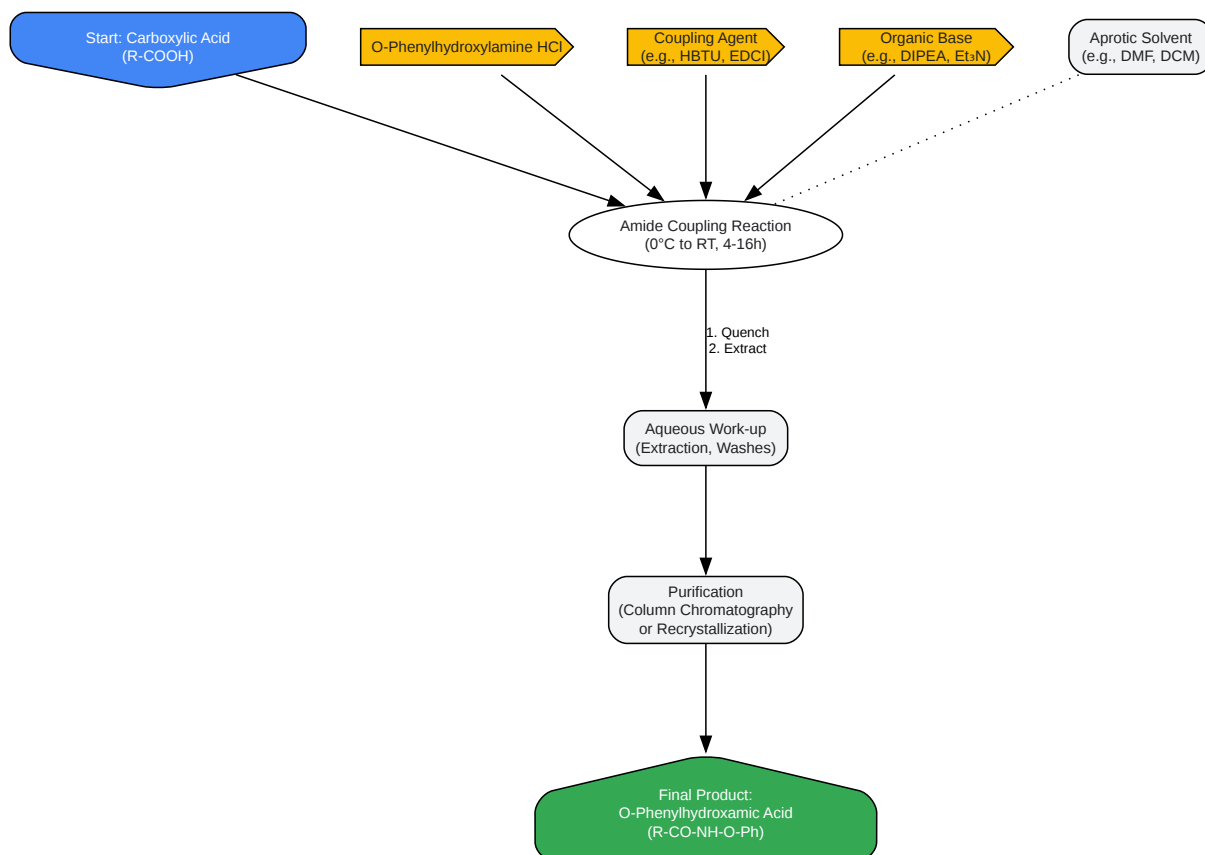 Start: Carboxylic Acid
(R-COOH)
O-Phenylhydroxylamine HCl
Coupling Agent
(e.g., HBTU, EDCI)
Organic Base
(e.g., DIPEA, Et₃N)
Aprotic Solvent
(e.g., DMF, DCM)
Amide Coupling Reaction
(0°C to RT, 4-16h)
1. Quench
2. Extract
Aqueous Work-up
(Extraction, Washes)
Purification
(Column Chromatography
or Recrystallization)
Final Product:
O-Phenylhydroxamic Acid
(R-CO-NH-O-Ph)